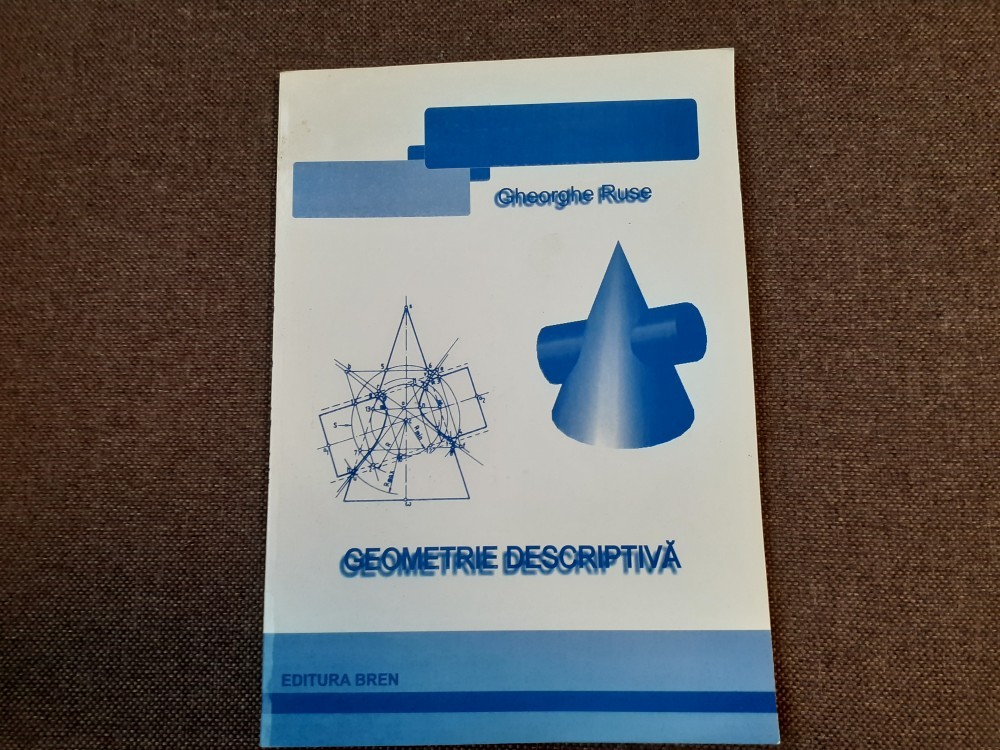 Gheorghe Ruse
GEOMETRIE DESCRIPTIVĂ
EDITURA BREN